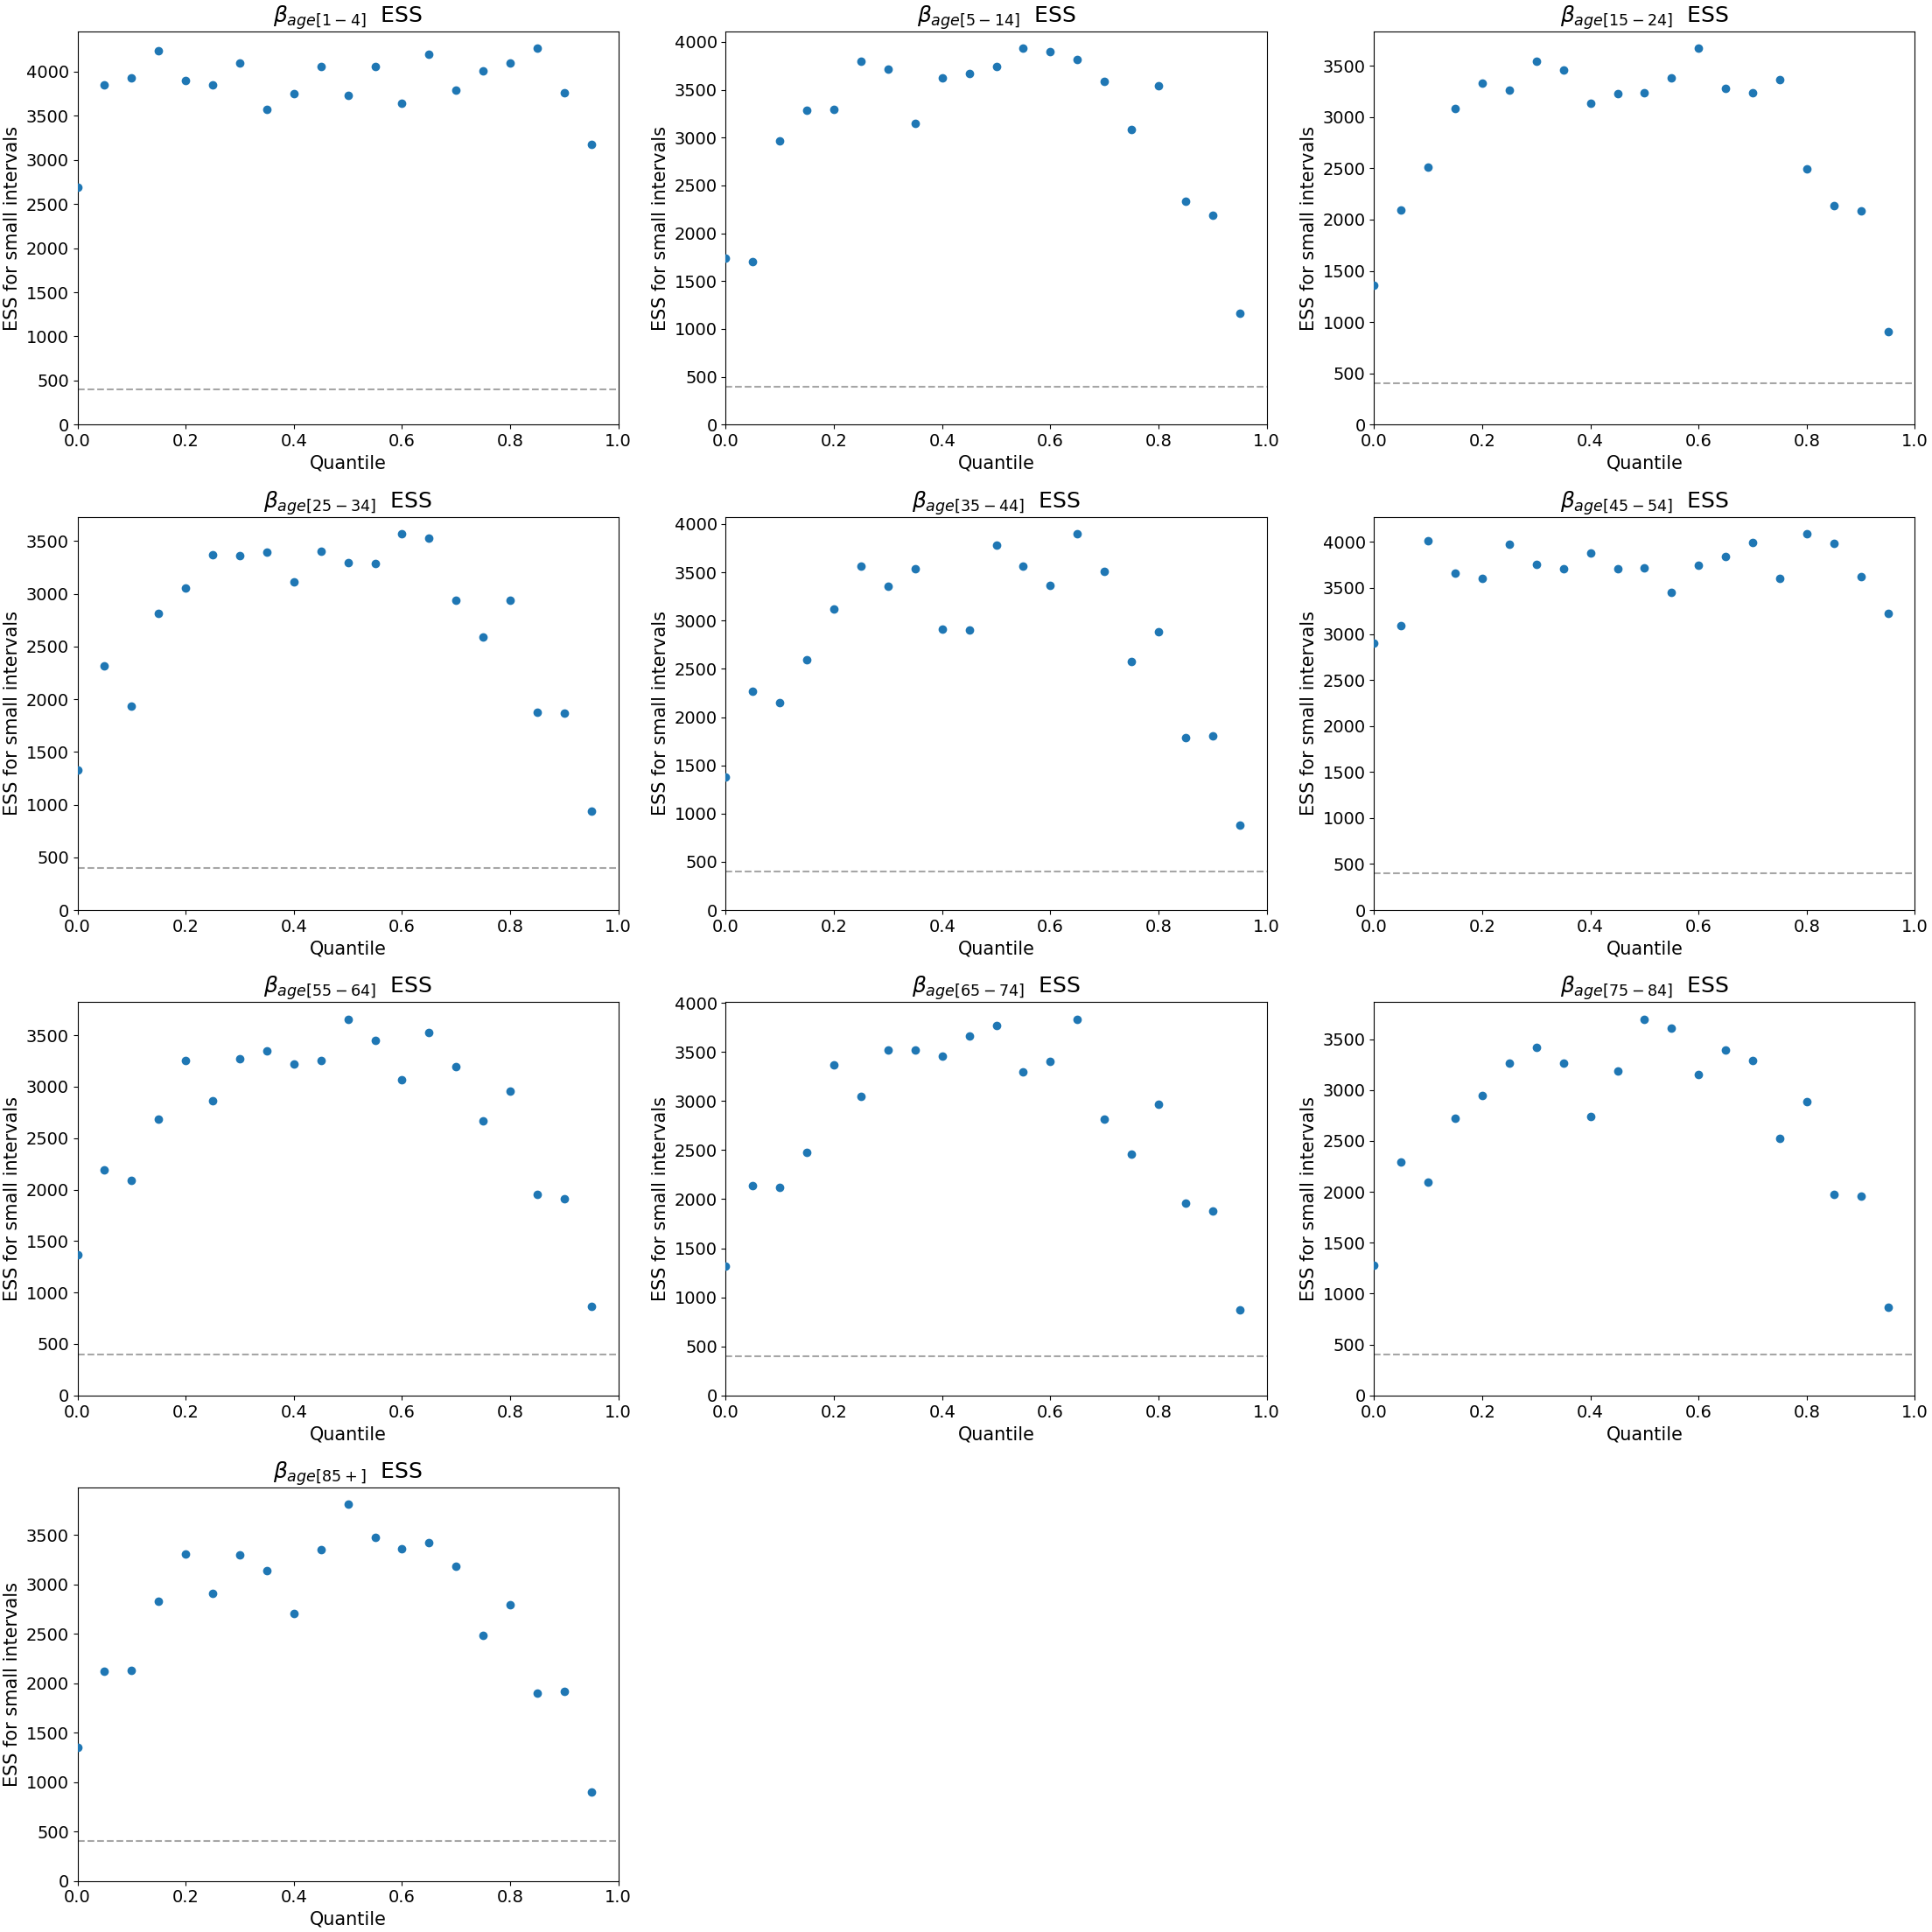 β_age[1−4] ESS
ESS for small intervals
4000
3500
3000
2500
2000
1500
1000
500
0
0.0 0.2 0.4 0.6 0.8 1.0
Quantile
β_age[5−14] ESS
ESS for small intervals
4000
3500
3000
2500
2000
1500
1000
500
0
0.0 0.2 0.4 0.6 0.8 1.0
Quantile
β_age[15−24] ESS
ESS for small intervals
3500
3000
2500
2000
1500
1000
500
0
0.0 0.2 0.4 0.6 0.8 1.0
Quantile
β_age[25−34] ESS
ESS for small intervals
3500
3000
2500
2000
1500
1000
500
0
0.0 0.2 0.4 0.6 0.8 1.0
Quantile
β_age[35−44] ESS
ESS for small intervals
4000
3500
3000
2500
2000
1500
1000
500
0
0.0 0.2 0.4 0.6 0.8 1.0
Quantile
β_age[45−54] ESS
ESS for small intervals
4000
3500
3000
2500
2000
1500
1000
500
0
0.0 0.2 0.4 0.6 0.8 1.0
Quantile
β_age[55−64] ESS
ESS for small intervals
3500
3000
2500
2000
1500
1000
500
0
0.0 0.2 0.4 0.6 0.8 1.0
Quantile
β_age[65−74] ESS
ESS for small intervals
4000
3500
3000
2500
2000
1500
1000
500
0
0.0 0.2 0.4 0.6 0.8 1.0
Quantile
β_age[75−84] ESS
ESS for small intervals
3500
3000
2500
2000
1500
1000
500
0
0.0 0.2 0.4 0.6 0.8 1.0
Quantile
β_age[85+] ESS
ESS for small intervals
3500
3000
2500
2000
1500
1000
500
0
0.0 0.2 0.4 0.6 0.8 1.0
Quantile